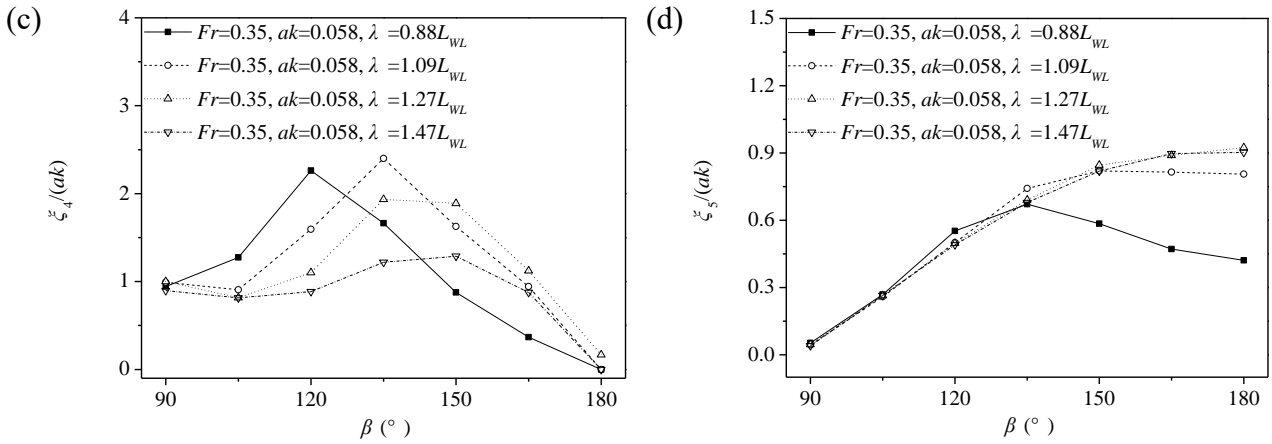 (c)
4
3
2
1
0
ξ4/(ak)
Fr=0.35, ak=0.058, λ =0.88LWL
Fr=0.35, ak=0.058, λ =1.09LWL
Fr=0.35, ak=0.058, λ =1.27LWL
Fr=0.35, ak=0.058, λ =1.47LWL
90 120 150 180
β (°)
(d)
1.5
1.2
0.9
0.6
0.3
0.0
ξ5/(ak)
Fr=0.35, ak=0.058, λ =0.88LWL
Fr=0.35, ak=0.058, λ =1.09LWL
Fr=0.35, ak=0.058, λ =1.27LWL
Fr=0.35, ak=0.058, λ =1.47LWL
90 120 150 180
β (°)